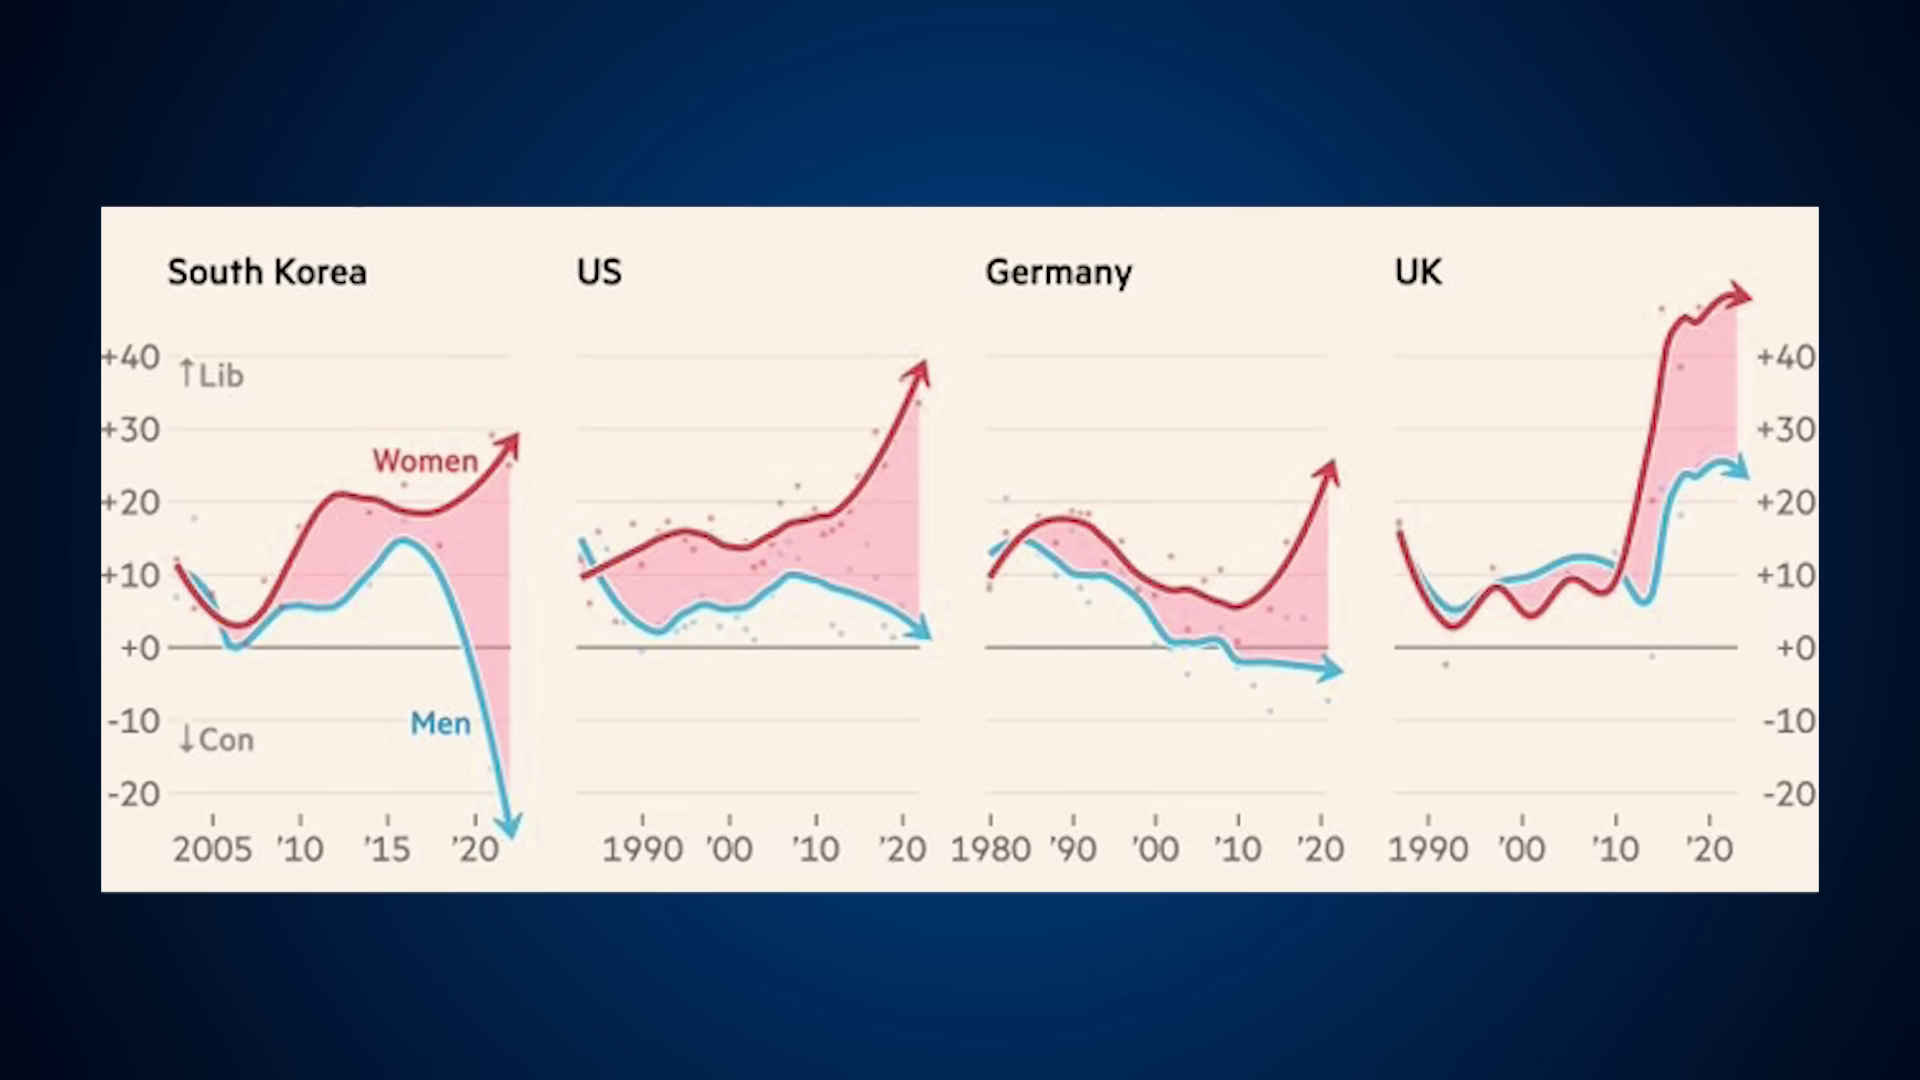 South Korea
US
Germany
UK
+40
↑Lib
+30
Women
+20
+10
+0
-10
Men
↓Con
-20
2005 '10 '15 '20
1990 '00 '10 '20
1980 '90 '00 '10 '20
1990 '00 '10 '20
+40
+30
+20
+10
+0
-10
-20